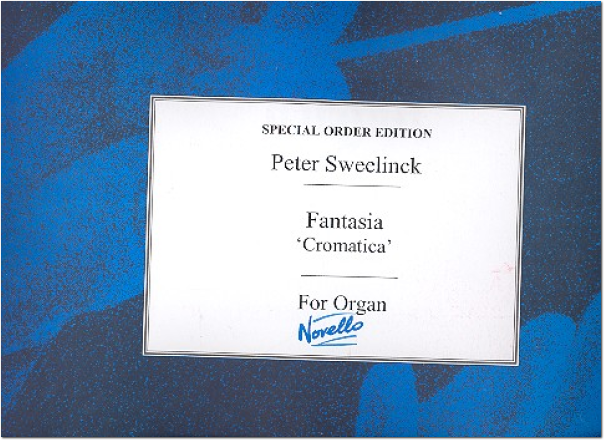 SPECIAL ORDER EDITION
Peter Sweelinck
Fantasia
‘Cromatica’
For Organ
Novello